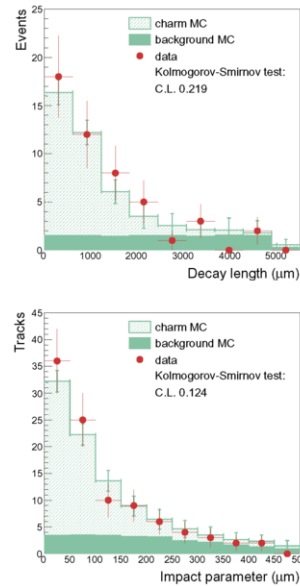 Events
25
20
15
10
5
0
charm MC
background MC
data
Kolmogorov-Smirnov test:
C.L. 0.219
0 1000 2000 3000 4000 5000
Decay length (μm)
Tracks
45
40
35
30
25
20
15
10
5
0
charm MC
background MC
data
Kolmogorov-Smirnov test:
C.L. 0.124
0 50 100 150 200 250 300 350 400 450 500
Impact parameter (μm)